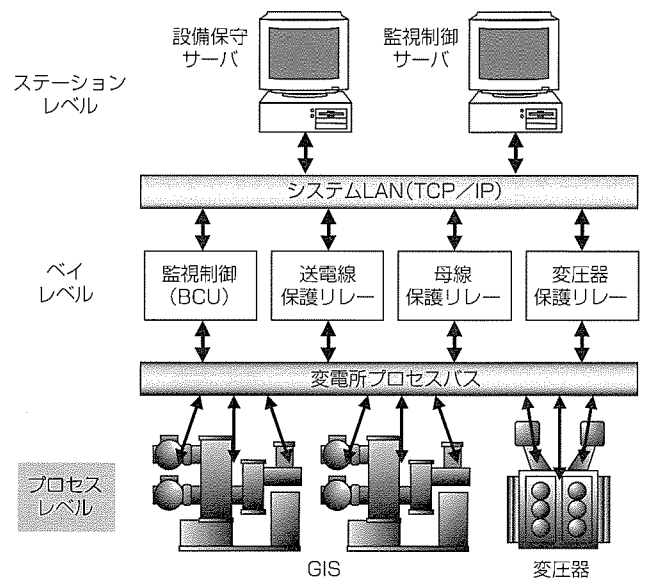 設備保守
サーバ
監視制御
サーバ
ステーション
レベル
システムLAN(TCP/IP)
ベイ
レベル
監視制御
(BCU)
送電線
保護リレー
母線
保護リレー
変圧器
保護リレー
変電所プロセスバス
プロセス
レベル
GIS
変圧器